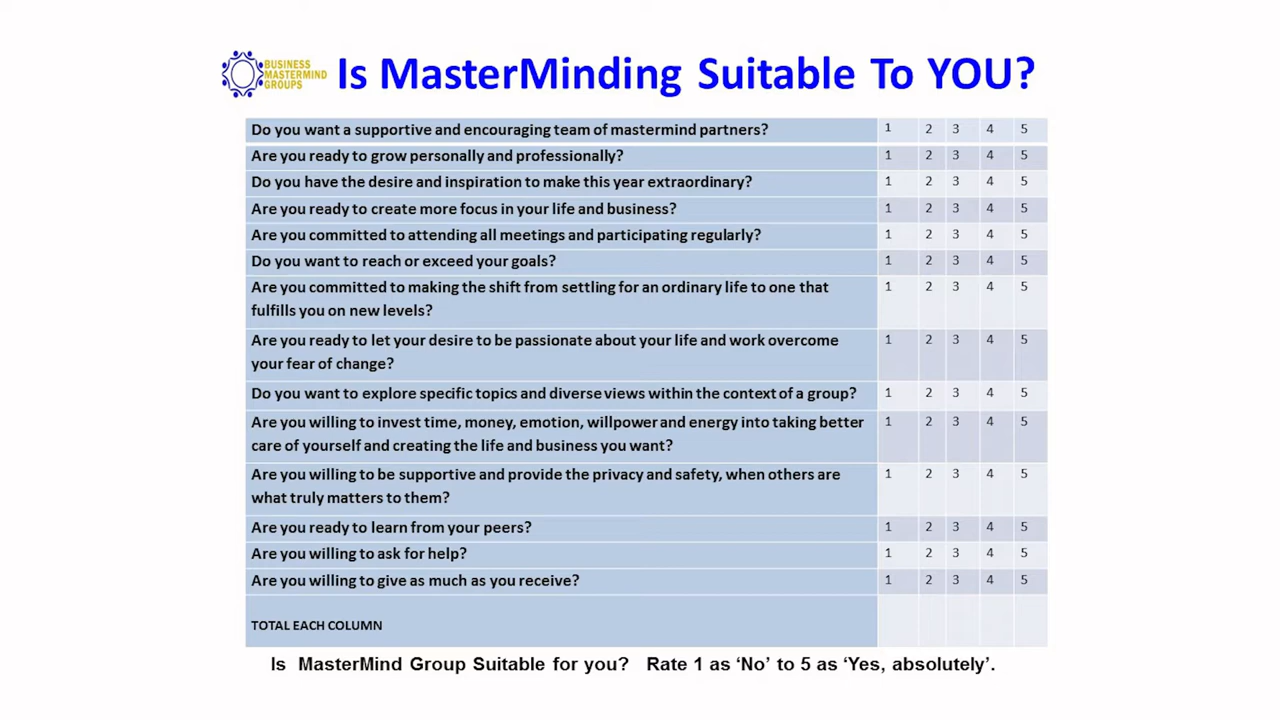 BUSINESS
MASTERMIND
GROUPS
Is MasterMinding Suitable To YOU?
Do you want a supportive and encouraging team of mastermind partners? 1 2 3 4 5
Are you ready to grow personally and professionally? 1 2 3 4 5
Do you have the desire and inspiration to make this year extraordinary? 1 2 3 4 5
Are you ready to create more focus in your life and business? 1 2 3 4 5
Are you committed to attending all meetings and participating regularly? 1 2 3 4 5
Do you want to reach or exceed your goals? 1 2 3 4 5
Are you committed to making the shift from settling for an ordinary life to one that 1 2 3 4 5
fulfills you on new levels?
Are you ready to let your desire to be passionate about your life and work overcome 1 2 3 4 5
your fear of change?
Do you want to explore specific topics and diverse views within the context of a group? 1 2 3 4 5
Are you willing to invest time, money, emotion, willpower and energy into taking better 1 2 3 4 5
care of yourself and creating the life and business you want?
Are you willing to be supportive and provide the privacy and safety, when others are 1 2 3 4 5
what truly matters to them?
Are you ready to learn from your peers? 1 2 3 4 5
Are you willing to ask for help? 1 2 3 4 5
Are you willing to give as much as you receive? 1 2 3 4 5
TOTAL EACH COLUMN
Is MasterMind Group Suitable for you? Rate 1 as ‘No’ to 5 as ‘Yes, absolutely’.